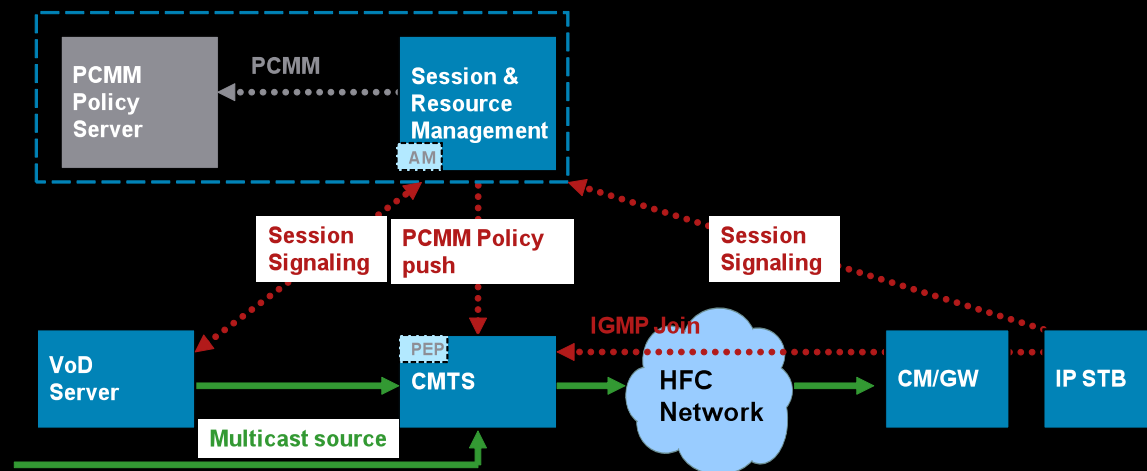 PCMM
Policy
Server
PCMM
Session &
Resource
Management
AM
Session
Signaling
PCMM Policy
push
Session
Signaling
IGMP Join
VoD
Server
PEP
CMTS
HFC
Network
CM/GW
IP STB
Multicast source